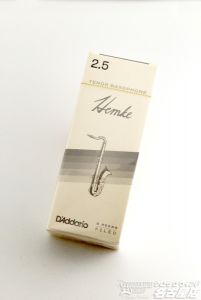 2.5
TENOR SAXOPHONE
Hemke
D'Addario
5 REEDS
FILED